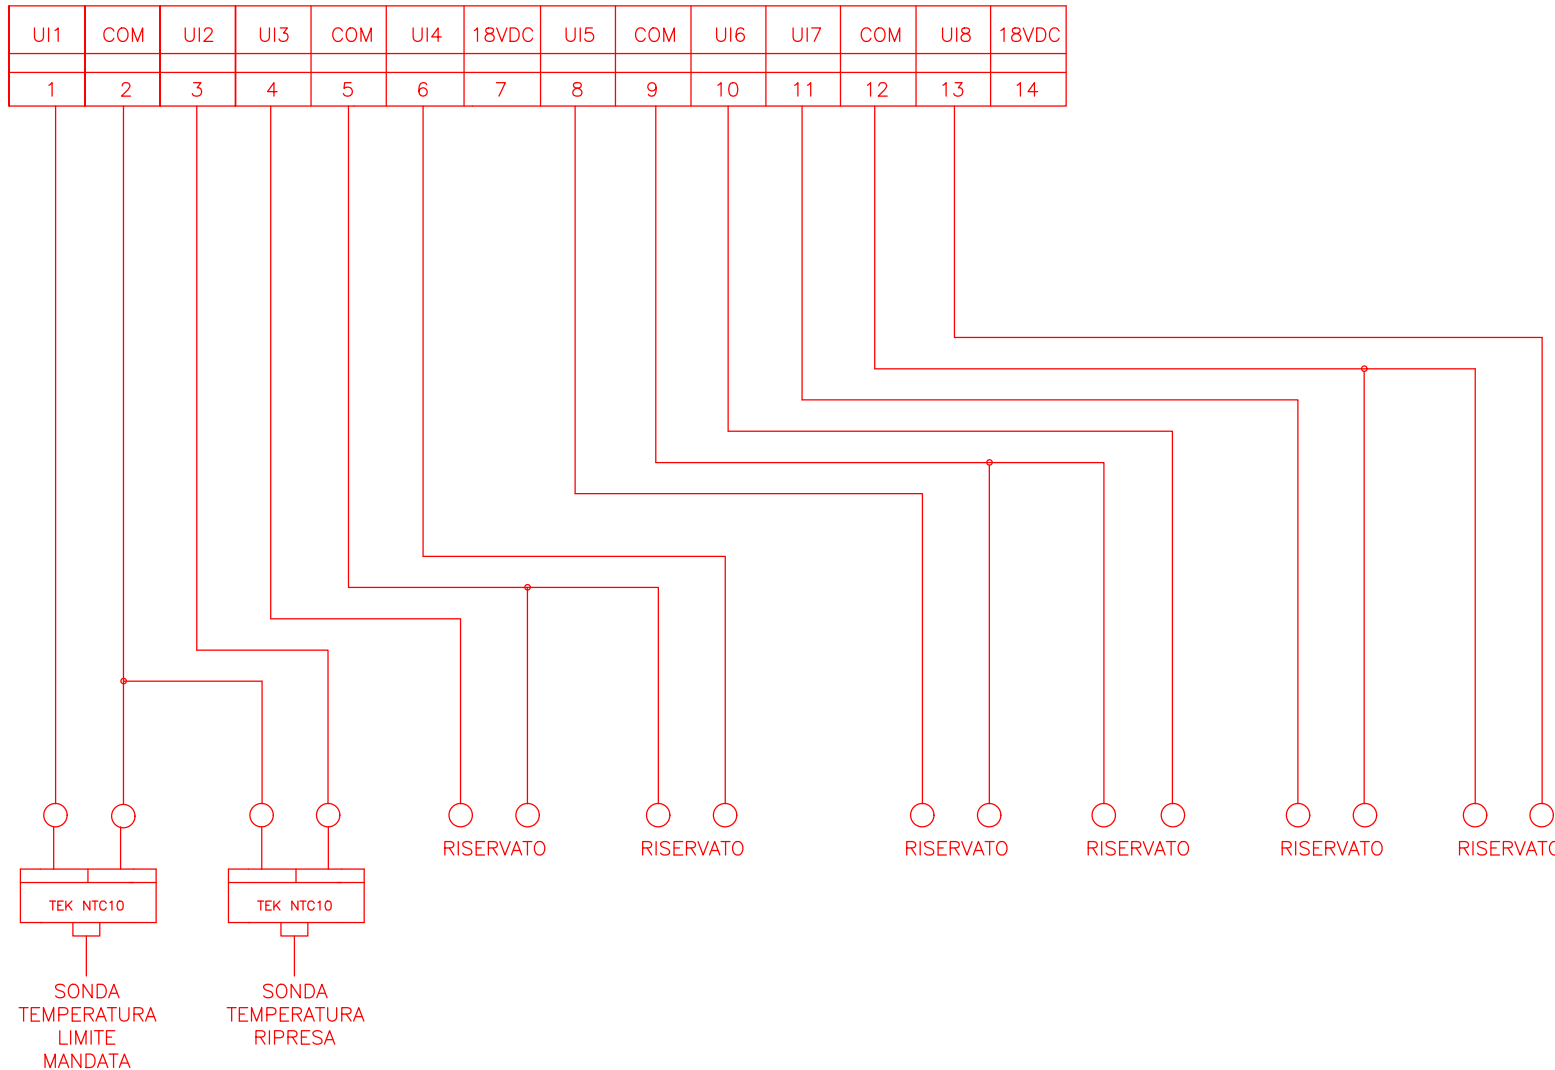 UI1 COM UI2 UI3 COM UI4 18VDC UI5 COM UI6 UI7 COM UI8 18VDC
1 2 3 4 5 6 7 8 9 10 11 12 13 14
RISERVATO RISERVATO RISERVATO RISERVATO RISERVATO RISERVATO
TEK NTC10 TEK NTC10
SONDA
TEMPERATURA
LIMITE
MANDATA
SONDA
TEMPERATURA
RIPRESA